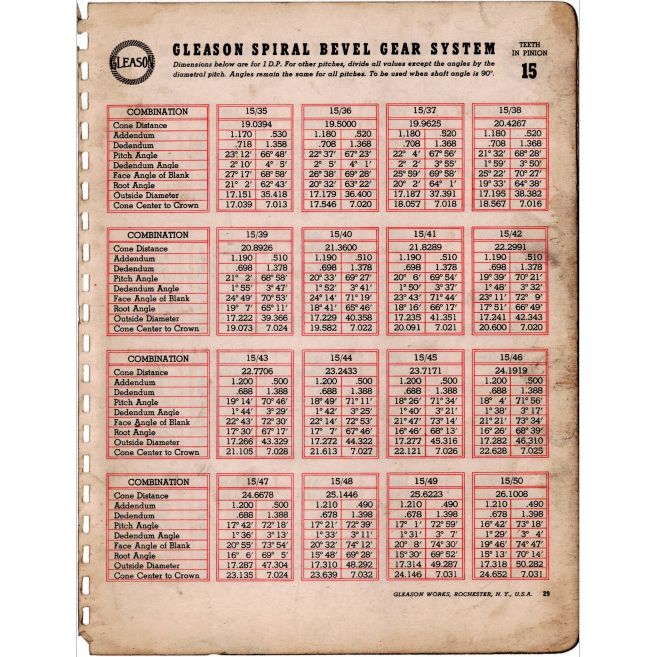 GLEASON
GLEASON SPIRAL BEVEL GEAR SYSTEM
Dimensions below are for 1 D.P. For other pitches, divide all values except the angles by the
diametral pitch. Angles remain the same for all pitches. To be used when shaft angle is 90°.
TEETH
IN PINION
15
COMBINATION 15/35 15/36 15/37 15/38
Cone Distance 19.0394 19.5000 19.9625 20.4267
Addendum 1.170 .530 1.180 .520 1.180 .520 1.180 .520
Dedendum .718 1.358 .708 1.368 .708 1.368 .708 1.368
Pitch Angle 23° 12′ 66° 48′ 22° 37′ 67° 23′ 22° 4′ 67° 56′ 21° 32′ 68° 28′
Dedendum Angle 2° 10′ 4° 5′ 2° 5′ 4° 1′ 2° 2′ 3° 55′ 1° 59′ 3° 50′
Face Angle of Blank 27° 17′ 68° 58′ 26° 38′ 69° 28′ 25° 59′ 69° 58′ 25° 22′ 70° 27′
Root Angle 21° 2′ 62° 43′ 20° 32′ 63° 22′ 20° 2′ 64° 1′ 19° 33′ 64° 38′
Outside Diameter 17.151 35.418 17.179 36.400 17.187 37.391 17.195 38.382
Cone Center to Crown 17.039 7.013 17.546 7.020 18.057 7.018 18.567 7.016
COMBINATION 15/39 15/40 15/41 15/42
Cone Distance 20.8926 21.3600 21.8289 22.2991
Addendum 1.190 .510 1.190 .510 1.190 .510 1.190 .510
Dedendum .698 1.378 .698 1.378 .698 1.378 .698 1.378
Pitch Angle 21° 2′ 68° 58′ 20° 33′ 69° 27′ 20° 6′ 69° 54′ 19° 39′ 70° 21′
Dedendum Angle 1° 55′ 3° 47′ 1° 52′ 3° 41′ 1° 50′ 3° 37′ 1° 48′ 3° 32′
Face Angle of Blank 24° 49′ 70° 53′ 24° 14′ 71° 19′ 23° 43′ 71° 44′ 23° 11′ 72° 9′
Root Angle 19° 7′ 65° 11′ 18° 41′ 65° 46′ 18° 16′ 66° 17′ 17° 51′ 66° 49′
Outside Diameter 17.222 39.366 17.229 40.358 17.235 41.351 17.241 42.343
Cone Center to Crown 19.073 7.024 19.582 7.022 20.091 7.021 20.600 7.020
COMBINATION 15/43 15/44 15/45 15/46
Cone Distance 22.7706 23.2433 23.7171 24.1919
Addendum 1.200 .500 1.200 .500 1.200 .500 1.200 .500
Dedendum .688 1.388 .688 1.388 .688 1.388 .688 1.388
Pitch Angle 19° 14′ 70° 46′ 18° 49′ 71° 11′ 18° 26′ 71° 34′ 18° 4′ 71° 56′
Dedendum Angle 1° 44′ 3° 29′ 1° 42′ 3° 25′ 1° 40′ 3° 21′ 1° 38′ 3° 17′
Face Angle of Blank 22° 43′ 72° 30′ 22° 14′ 72° 53′ 21° 47′ 73° 14′ 21° 21′ 73° 34′
Root Angle 17° 30′ 67° 17′ 17° 7′ 67° 46′ 16° 46′ 68° 13′ 16° 26′ 68° 39′
Outside Diameter 17.266 43.329 17.272 44.322 17.277 45.316 17.282 46.310
Cone Center to Crown 21.105 7.028 21.613 7.027 22.121 7.026 22.628 7.025
COMBINATION 15/47 15/48 15/49 15/50
Cone Distance 24.6678 25.1446 25.6223 26.1008
Addendum 1.200 .500 1.210 .490 1.210 .490 1.210 .490
Dedendum .688 1.388 .678 1.398 .678 1.398 .678 1.398
Pitch Angle 17° 42′ 72° 18′ 17° 21′ 72° 39′ 17° 1′ 72° 59′ 16° 42′ 73° 18′
Dedendum Angle 1° 36′ 3° 13′ 1° 33′ 3° 11′ 1° 31′ 3° 7′ 1° 29′ 3° 4′
Face Angle of Blank 20° 55′ 73° 54′ 20° 32′ 74° 12′ 20° 8′ 74° 30′ 19° 46′ 74° 47′
Root Angle 16° 6′ 69° 5′ 15° 48′ 69° 28′ 15° 30′ 69° 52′ 15° 13′ 70° 14′
Outside Diameter 17.287 47.304 17.310 48.292 17.314 49.287 17.318 50.282
Cone Center to Crown 23.135 7.024 23.639 7.032 24.146 7.031 24.652 7.031
GLEASON WORKS, ROCHESTER, N. Y., U.S.A. 29